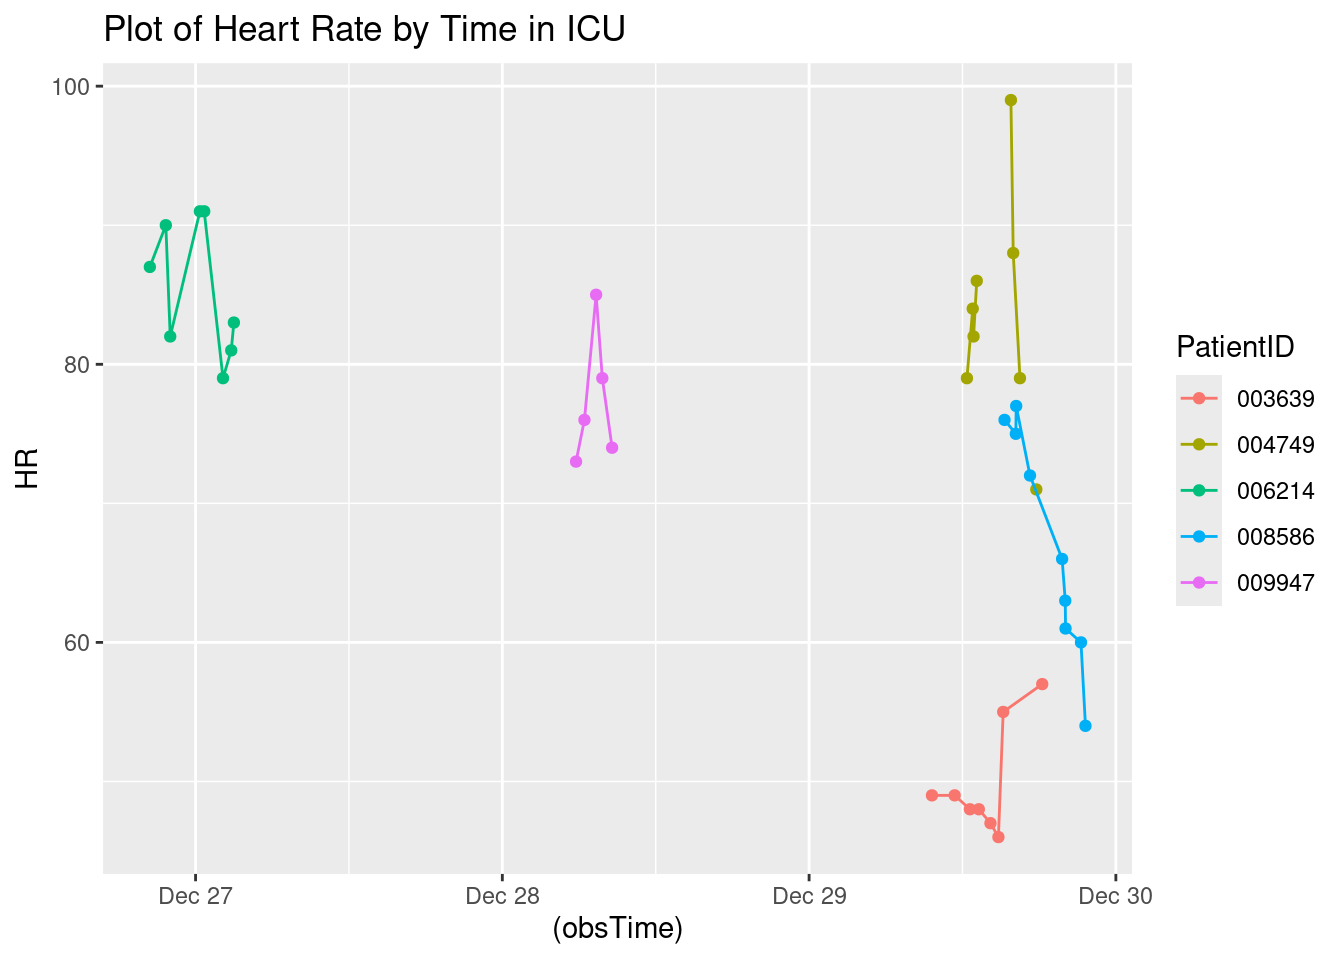 Plot of Heart Rate by Time in ICU
100
80
60
HR
Dec 27
Dec 28
Dec 29
Dec 30
(obsTime)
PatientID
003639
004749
006214
008586
009947